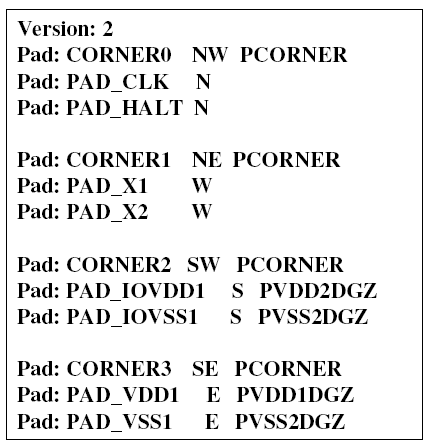 Version: 2
Pad: CORNER0 NW PCORNER
Pad: PAD_CLK N
Pad: PAD_HALT N
Pad: CORNER1 NE PCORNER
Pad: PAD_X1 W
Pad: PAD_X2 W
Pad: CORNER2 SW PCORNER
Pad: PAD_IOVDD1 S PVDD2DGZ
Pad: PAD_IOVSS1 S PVSS2DGZ
Pad: CORNER3 SE PCORNER
Pad: PAD_VDD1 E PVDD1DGZ
Pad: PAD_VSS1 E PVSS2DGZ